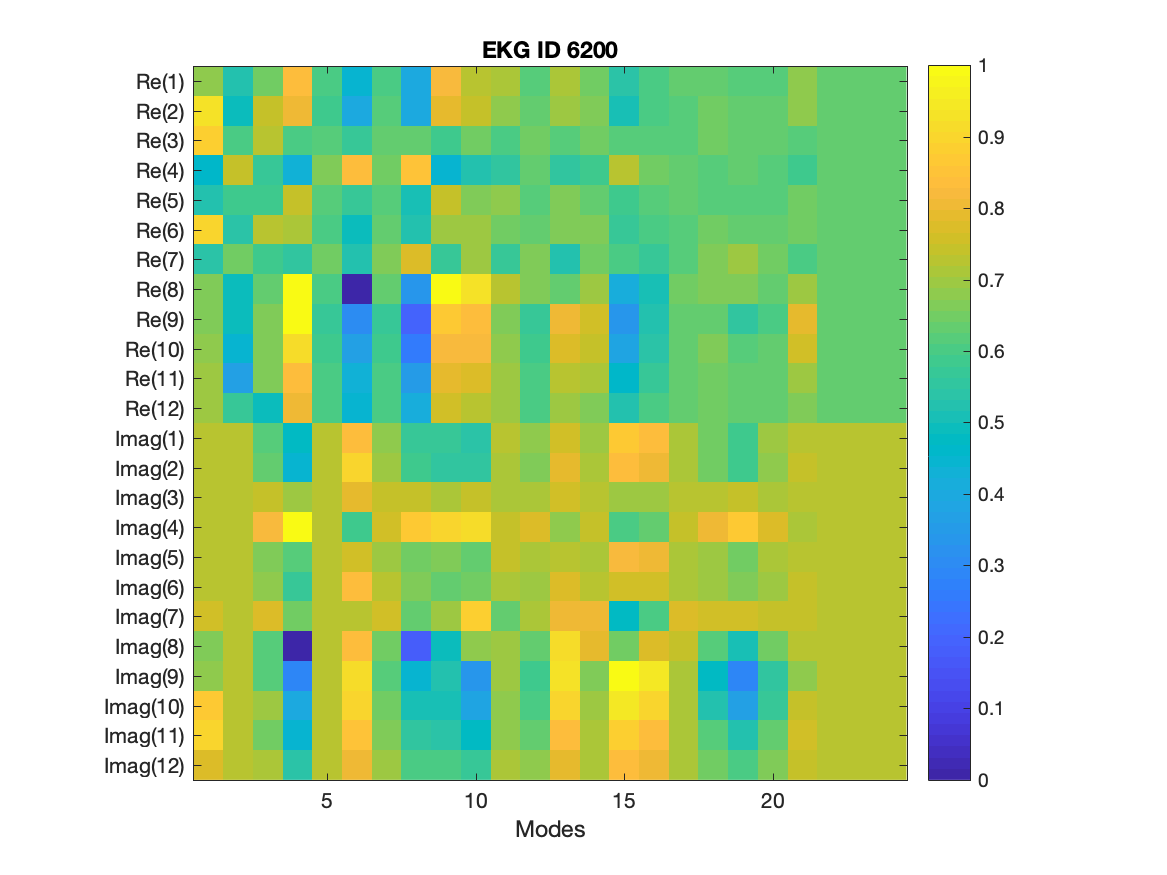 EKG ID 6200
Re(1)
Re(2)
Re(3)
Re(4)
Re(5)
Re(6)
Re(7)
Re(8)
Re(9)
Re(10)
Re(11)
Re(12)
Imag(1)
Imag(2)
Imag(3)
Imag(4)
Imag(5)
Imag(6)
Imag(7)
Imag(8)
Imag(9)
Imag(10)
Imag(11)
Imag(12)
5 10 15 20
Modes
1
0.9
0.8
0.7
0.6
0.5
0.4
0.3
0.2
0.1
0